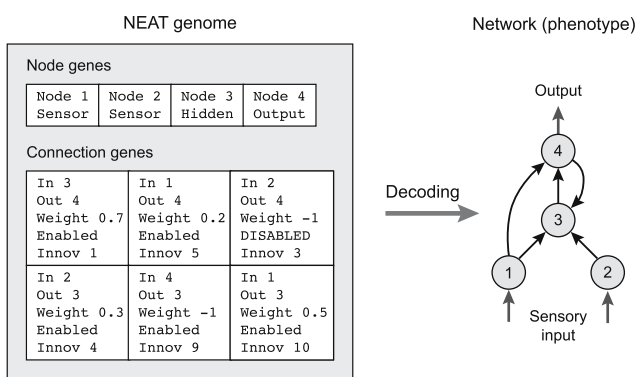 NEAT genome
Network (phenotype)
Node genes
Node 1 Node 2 Node 3 Node 4
Sensor Sensor Hidden Output
Connection genes
In 3 In 1 In 2
Out 4 Out 4 Out 4
Weight 0.7 Weight 0.2 Weight -1
Enabled Enabled DISABLED
Innov 1 Innov 5 Innov 3
In 2 In 4 In 1
Out 3 Out 3 Out 3
Weight 0.3 Weight -1 Weight 0.5
Enabled Enabled Enabled
Innov 4 Innov 9 Innov 10
Decoding
Output
4
3
1 2
Sensory
input